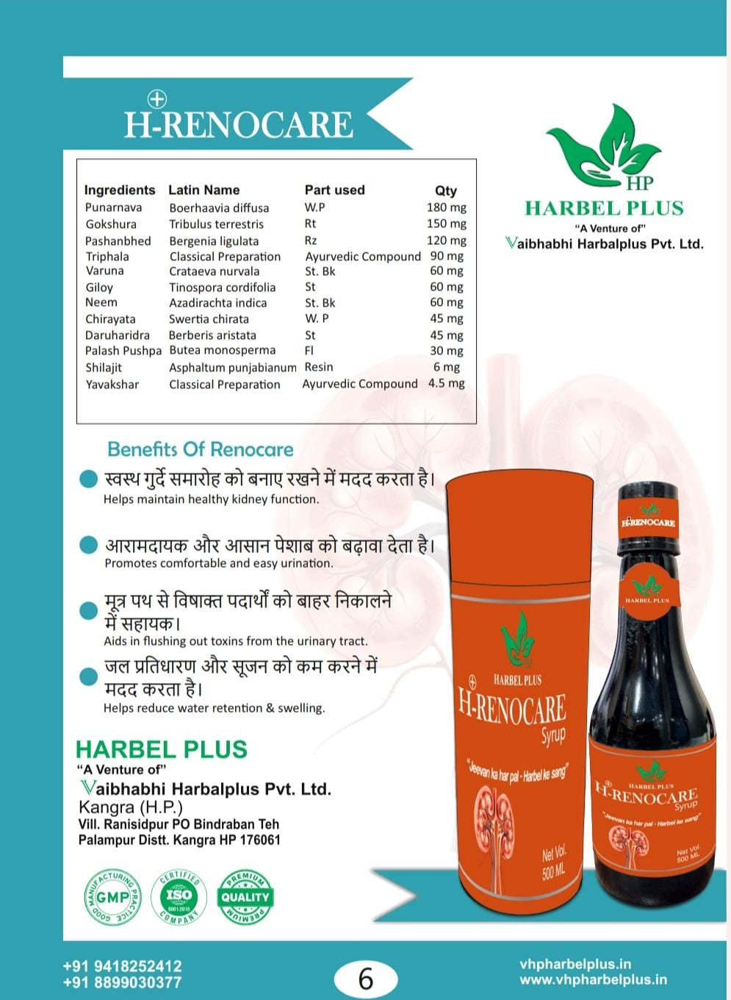 H-RENOCARE
HP
HARBEL PLUS
"A Venture of"
Vaibhabhi Harbalplus Pvt. Ltd.
Ingredients Latin Name Part used Qty
Punarnava Boerhaavia diffusa W.P 180 mg
Gokshura Tribulus terrestris Rt 150 mg
Pashanbhed Bergenia ligulata Rz 120 mg
Triphala Classical Preparation Ayurvedic Compound 90 mg
Varuna Crataeva nurvala St. Bk 60 mg
Giloy Tinospora cordifolia St 60 mg
Neem Azadirachta indica St. Bk 60 mg
Chirayata Swertia chirata W. P 45 mg
Daruharidra Berberis aristata St 45 mg
Palash Pushpa Butea monosperma Fl 30 mg
Shilajit Asphaltum punjabianum Resin 6 mg
Yavakshar Classical Preparation Ayurvedic Compound 4.5 mg
Benefits Of Renocare
स्वस्थ गुर्दे समारोह को बनाए रखने में मदद करता है।
Helps maintain healthy kidney function.
आरामदायक और आसान पेशाब को बढ़ावा देता है।
Promotes comfortable and easy urination.
मूत्र पथ से विषाक्त पदार्थों को बाहर निकालने
में सहायक।
Aids in flushing out toxins from the urinary tract.
जल प्रतिधारण और सूजन को कम करने में
मदद करता है।
Helps reduce water retention & swelling.
HARBEL PLUS
"A Venture of"
Vaibhabhi Harbalplus Pvt. Ltd.
Kangra (H.P.)
Vill. Ranisidpur PO Bindraban Teh
Palampur Distt. Kangra HP 176061
GOOD MANUFACTURING PRACTICE
GMP
CERTIFIED
ISO
9001:2015
COMPANY
PREMIUM
QUALITY
PREMIUM
HP
HARBEL PLUS
H-RENOCARE
Syrup
"Jeevan ka har pal - Harbel ke sang"
Net Vol.
500 ML
H-RENOCARE
HARBEL PLUS
HARBEL PLUS
H-RENOCARE
Syrup
"Jeevan ka har pal - Harbel ke sang"
Net Vol.
500 ML
+91 9418252412
+91 8899030377
6
vhpharbelplus.in
www.vhpharbelplus.in